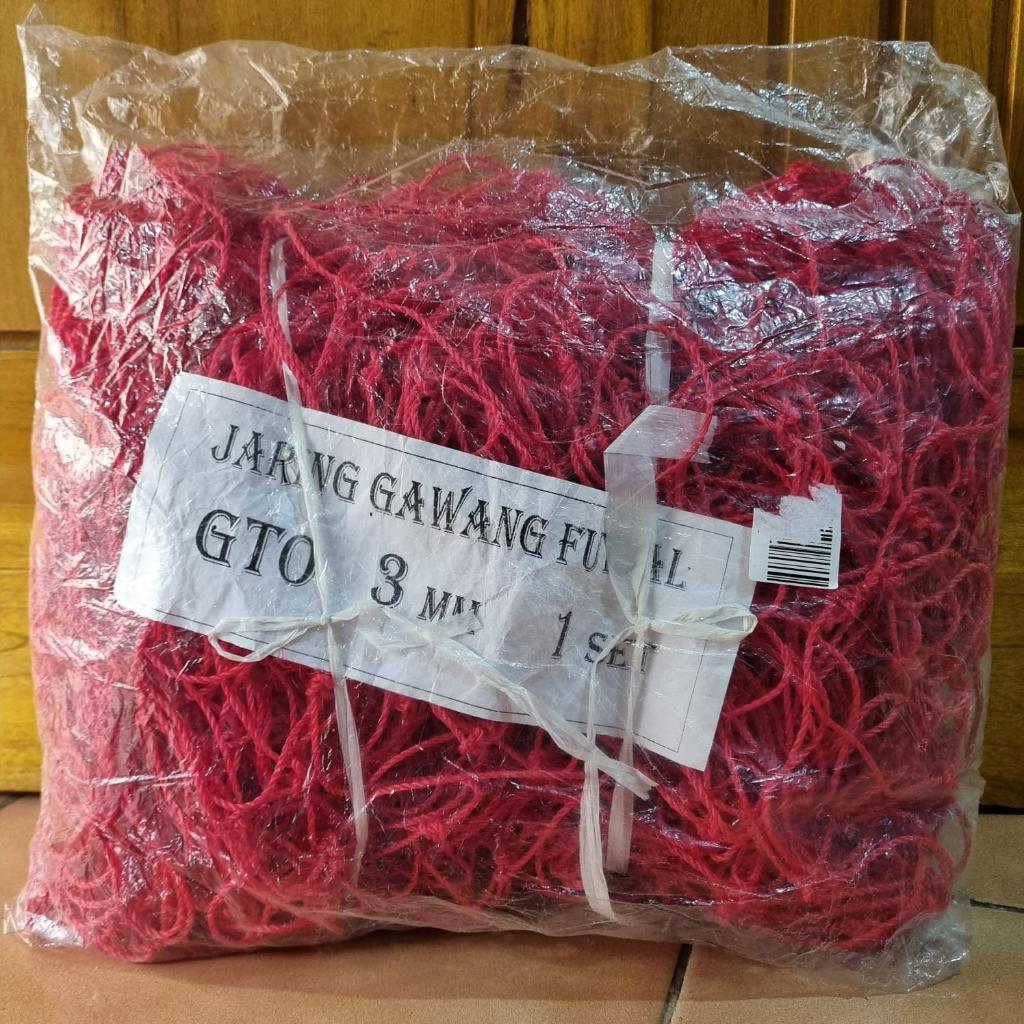 JARING GAWANG FUTSAL
GTO 3 MM 1 SET